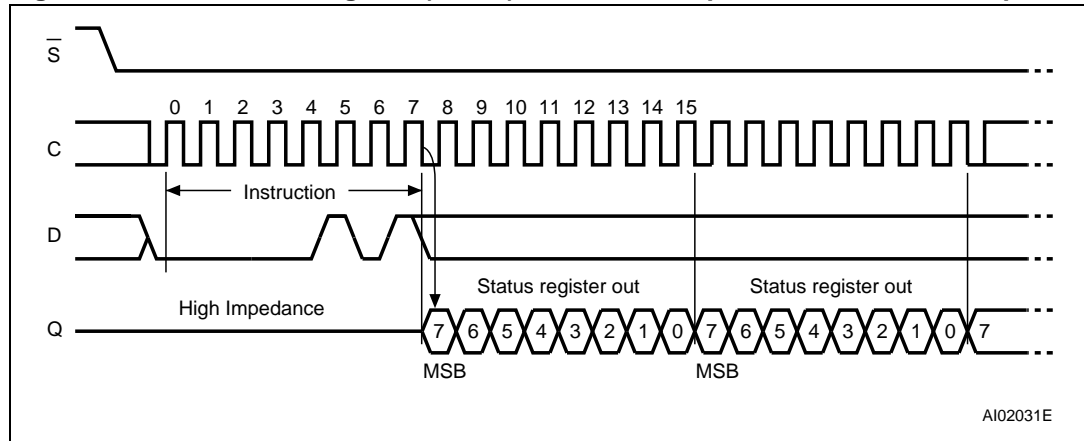 S
0 1 2 3 4 5 6 7 8 9 10 11 12 13 14 15
C
Instruction
D
Status register out Status register out
High Impedance
Q 7 6 5 4 3 2 1 0 7 6 5 4 3 2 1 0 7
MSB MSB
AI02031E